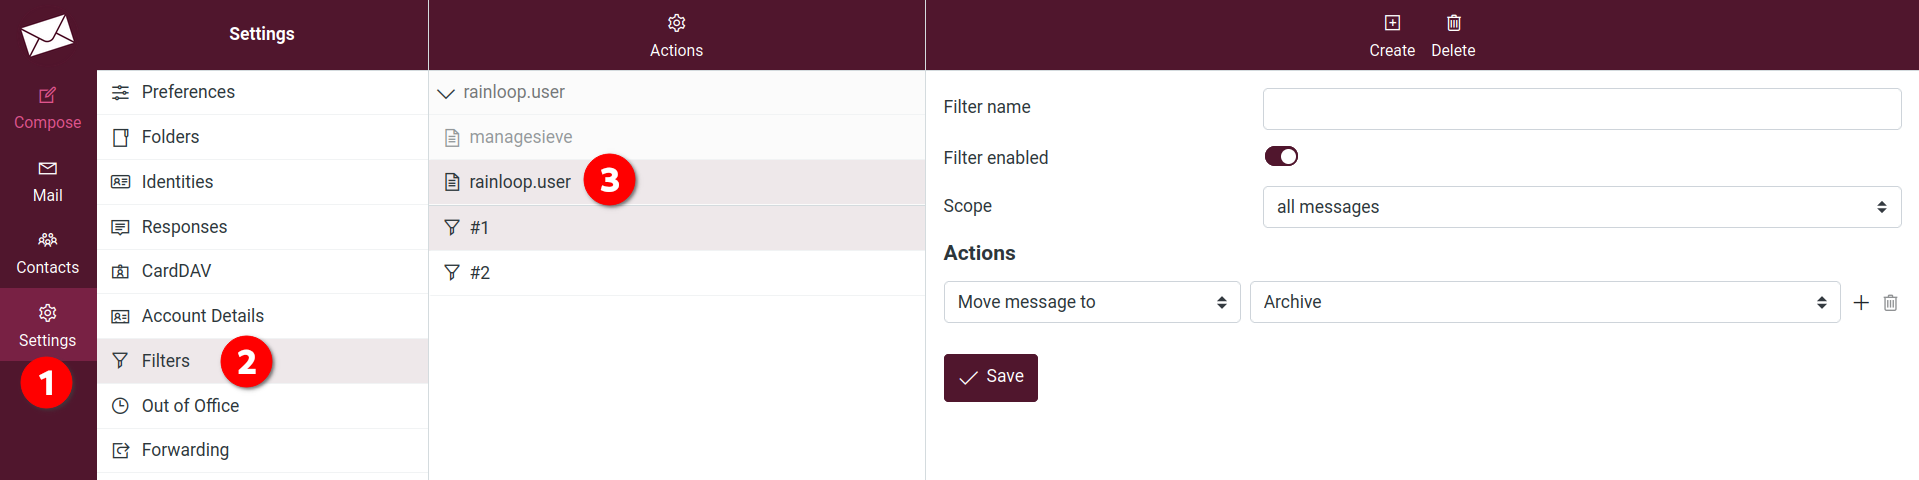 Settings
Actions
Create
Delete
Compose
Mail
Contacts
Settings
1
Preferences
Folders
Identities
Responses
CardDAV
Account Details
Filters
2
Out of Office
Forwarding
rainloop.user
managesieve
rainloop.user
3
#1
#2
Filter name
Filter enabled
Scope
all messages
Actions
Move message to
Archive
Save